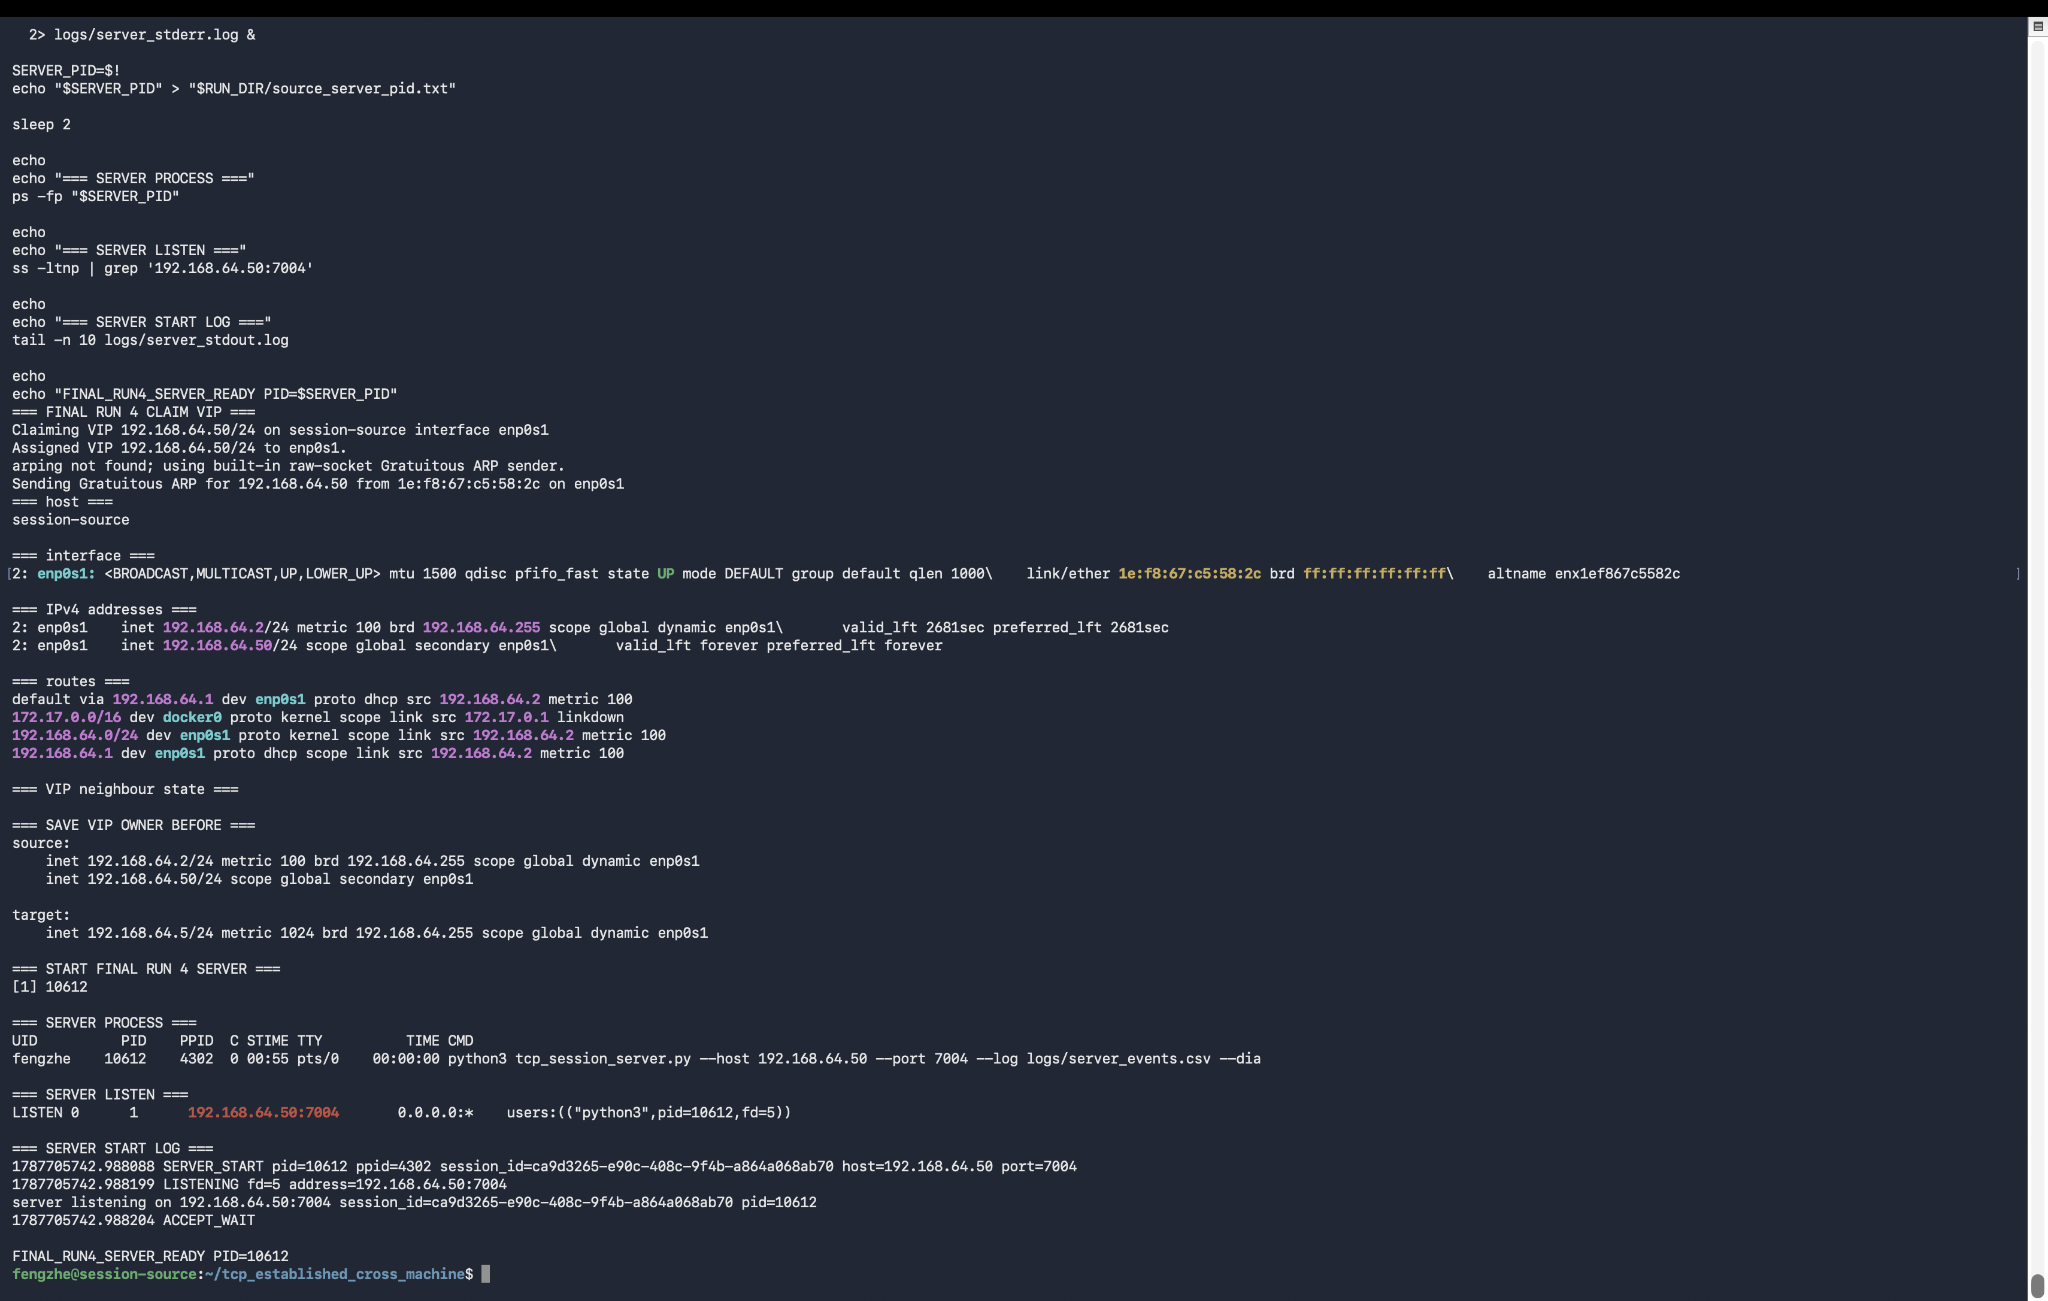 2> logs/server_stderr.log &
SERVER_PID=$!
echo "$SERVER_PID" > "$RUN_DIR/source_server_pid.txt"
sleep 2
echo
echo "=== SERVER PROCESS ==="
ps -fp "$SERVER_PID"
echo
echo "=== SERVER LISTEN ==="
ss -ltnp | grep '192.168.64.50:7004'
echo
echo "=== SERVER START LOG ==="
tail -n 10 logs/server_stdout.log
echo
echo "FINAL_RUN4_SERVER_READY PID=$SERVER_PID"
=== FINAL RUN 4 CLAIM VIP ===
Claiming VIP 192.168.64.50/24 on session-source interface enp0s1
Assigned VIP 192.168.64.50/24 to enp0s1.
arping not found; using built-in raw-socket Gratuitous ARP sender.
Sending Gratuitous ARP for 192.168.64.50 from 1e:f8:67:c5:58:2c on enp0s1
=== host ===
session-source
=== interface ===
[2: enp0s1: <BROADCAST,MULTICAST,UP,LOWER_UP> mtu 1500 qdisc pfifo_fast state UP mode DEFAULT group default qlen 1000\    link/ether 1e:f8:67:c5:58:2c brd ff:ff:ff:ff:ff:ff\    altname enx1ef867c5582c ]
=== IPv4 addresses ===
2: enp0s1    inet 192.168.64.2/24 metric 100 brd 192.168.64.255 scope global dynamic enp0s1\       valid_lft 2681sec preferred_lft 2681sec
2: enp0s1    inet 192.168.64.50/24 scope global secondary enp0s1\       valid_lft forever preferred_lft forever
=== routes ===
default via 192.168.64.1 dev enp0s1 proto dhcp src 192.168.64.2 metric 100
172.17.0.0/16 dev docker0 proto kernel scope link src 172.17.0.1 linkdown
192.168.64.0/24 dev enp0s1 proto kernel scope link src 192.168.64.2 metric 100
192.168.64.1 dev enp0s1 proto dhcp scope link src 192.168.64.2 metric 100
=== VIP neighbour state ===
=== SAVE VIP OWNER BEFORE ===
source:
    inet 192.168.64.2/24 metric 100 brd 192.168.64.255 scope global dynamic enp0s1
    inet 192.168.64.50/24 scope global secondary enp0s1
target:
    inet 192.168.64.5/24 metric 1024 brd 192.168.64.255 scope global dynamic enp0s1
=== START FINAL RUN 4 SERVER ===
[1] 10612
=== SERVER PROCESS ===
UID          PID    PPID  C STIME TTY          TIME CMD
fengzhe    10612    4302  0 00:55 pts/0    00:00:00 python3 tcp_session_server.py --host 192.168.64.50 --port 7004 --log logs/server_events.csv --dia
=== SERVER LISTEN ===
LISTEN 0      1      192.168.64.50:7004       0.0.0.0:*    users:(("python3",pid=10612,fd=5))
=== SERVER START LOG ===
1787705742.988088 SERVER_START pid=10612 ppid=4302 session_id=ca9d3265-e90c-408c-9f4b-a864a068ab70 host=192.168.64.50 port=7004
1787705742.988199 LISTENING fd=5 address=192.168.64.50:7004
server listening on 192.168.64.50:7004 session_id=ca9d3265-e90c-408c-9f4b-a864a068ab70 pid=10612
1787705742.988204 ACCEPT_WAIT
FINAL_RUN4_SERVER_READY PID=10612
fengzhe@session-source:~/tcp_established_cross_machine$